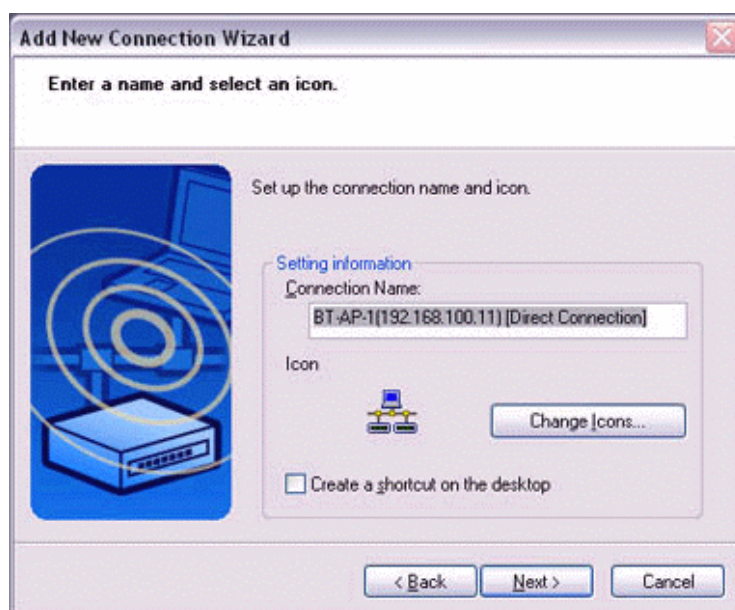 Add New Connection Wizard
Enter a name and select an icon.
Set up the connection name and icon.
Setting information
Connection Name:
BT-AP-1(192.168.100.11) [Direct Connection]
Icon
Change Icons...
Create a shortcut on the desktop
< Back Next > Cancel